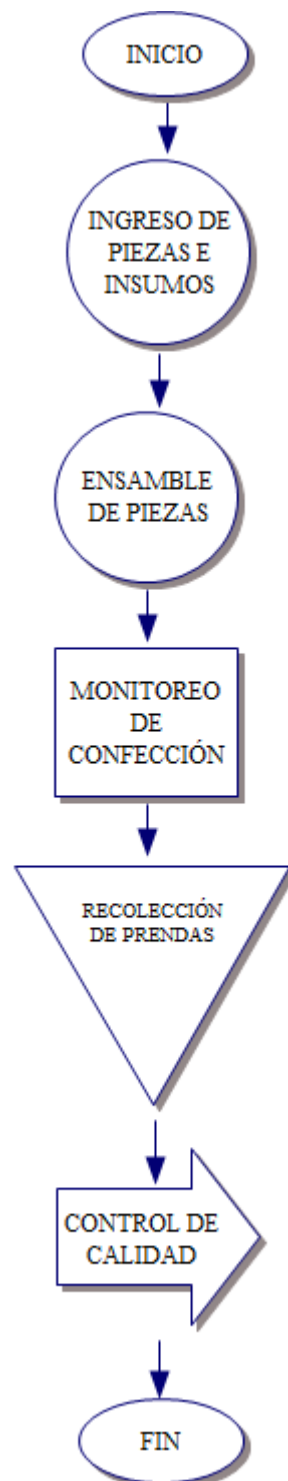 INICIO
INGRESO DE
PIEZAS E
INSUMOS
ENSAMBLE
DE PIEZAS
MONITOREO
DE
CONFECCIÓN
RECOLECCIÓN
DE PRENDAS
CONTROL DE
CALIDAD
FIN